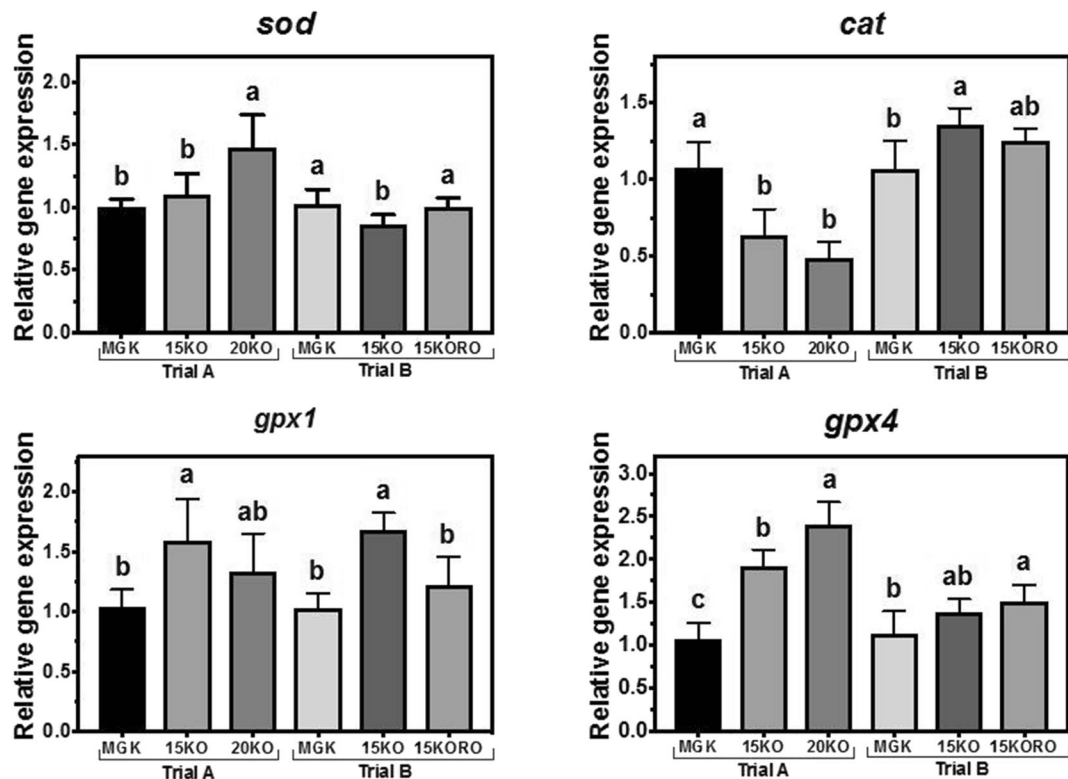 sod
Relative gene expression
2.0
1.5
1.0
0.5
0.0
b b a a b a
MGK 15KO 20KO MGK 15KO 15KORO
Trial A Trial B
cat
Relative gene expression
1.5
1.0
0.5
0.0
a b b b a ab
MGK 15KO 20KO MGK 15KO 15KORO
Trial A Trial B
gpx1
Relative gene expression
2.0
1.5
1.0
0.5
0.0
b a ab b a b
MGK 15KO 20KO MGK 15KO 15KORO
Trial A Trial B
gpx4
Relative gene expression
3.0
2.5
2.0
1.5
1.0
0.5
0.0
c b a b ab a
MGK 15KO 20KO MGK 15KO 15KORO
Trial A Trial B